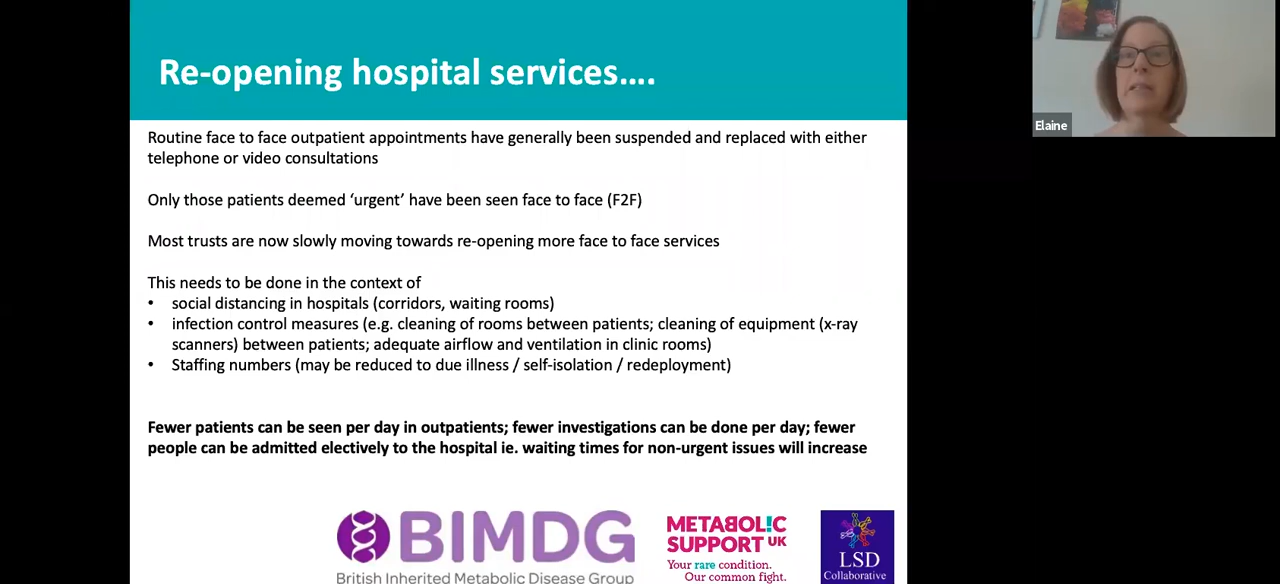 Re-opening hospital services....
Elaine
Routine face to face outpatient appointments have generally been suspended and replaced with either
telephone or video consultations
Only those patients deemed ‘urgent’ have been seen face to face (F2F)
Most trusts are now slowly moving towards re-opening more face to face services
This needs to be done in the context of
• social distancing in hospitals (corridors, waiting rooms)
• infection control measures (e.g. cleaning of rooms between patients; cleaning of equipment (x-ray
scanners) between patients; adequate airflow and ventilation in clinic rooms)
• Staffing numbers (may be reduced to due illness / self-isolation / redeployment)
Fewer patients can be seen per day in outpatients; fewer investigations can be done per day; fewer
people can be admitted electively to the hospital ie. waiting times for non-urgent issues will increase
BIMDG
British Inherited Metabolic Disease Group
METABOL!C
SUPPORT UK
Your rare condition.
Our common fight.
LSD
Collaborative